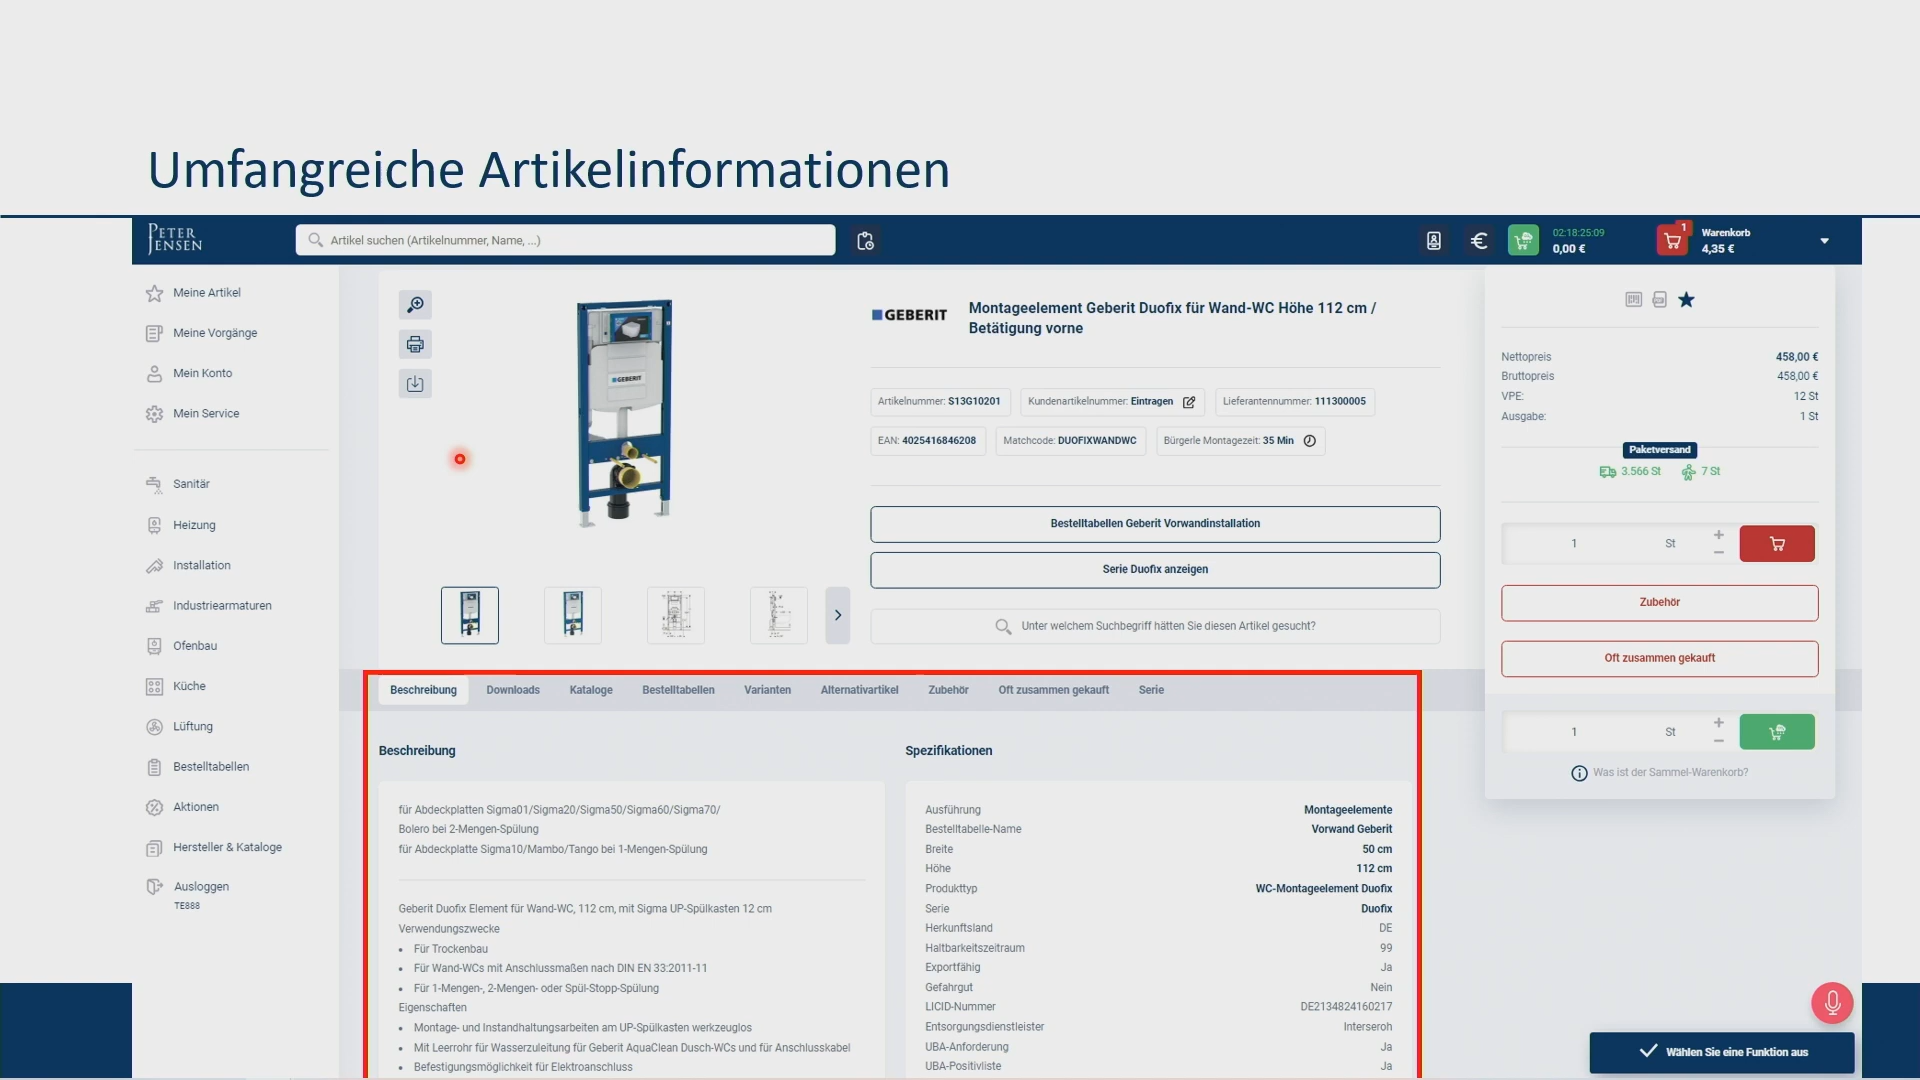 Umfangreiche Artikelinformationen
PETER JENSEN
Artikel suchen (Artikelnummer, Name, ...)
02:18:25:09
0,00 €
1
Warenkorb
4,35 €
Meine Artikel
Meine Vorgänge
Mein Konto
Mein Service
Sanitär
Heizung
Installation
Industriearmaturen
Ofenbau
Küche
Lüftung
Bestelltabellen
Aktionen
Hersteller & Kataloge
Ausloggen
TE888
GEBERIT
GEBERIT
Montageelement Geberit Duofix für Wand-WC Höhe 112 cm /
Betätigung vorne
Artikelnummer: S13G10201
Kundenartikelnummer: Eintragen
Lieferantennummer: 111300005
EAN: 4025416846208
Matchcode: DUOFIXWANDWC
Bürgerle Montagezeit: 35 Min
Bestelltabellen Geberit Vorwandinstallation
Serie Duofix anzeigen
Unter welchem Suchbegriff hätten Sie diesen Artikel gesucht?
Nettopreis 458,00 €
Bruttopreis 458,00 €
VPE: 12 St
Ausgabe: 1 St
Paketversand
3.566 St 7 St
1 St + −
Zubehör
Oft zusammen gekauft
1 St + −
Was ist der Sammel-Warenkorb?
Beschreibung Downloads Kataloge Bestelltabellen Varianten Alternativartikel Zubehör Oft zusammen gekauft Serie
Beschreibung
für Abdeckplatten Sigma01/Sigma20/Sigma50/Sigma60/Sigma70/
Bolero bei 2-Mengen-Spülung
für Abdeckplatte Sigma10/Mambo/Tango bei 1-Mengen-Spülung
Geberit Duofix Element für Wand-WC, 112 cm, mit Sigma UP-Spülkasten 12 cm
Verwendungszwecke
• Für Trockenbau
• Für Wand-WCs mit Anschlussmaßen nach DIN EN 33:2011-11
• Für 1-Mengen-, 2-Mengen- oder Spül-Stopp-Spülung
Eigenschaften
• Montage- und Instandhaltungsarbeiten am UP-Spülkasten werkzeuglos
• Mit Leerrohr für Wasserzuleitung für Geberit AquaClean Dusch-WCs und für Anschlusskabel
• Befestigungsmöglichkeit für Elektroanschluss
Spezifikationen
Ausführung Montageelemente
Bestelltabelle-Name Vorwand Geberit
Breite 50 cm
Höhe 112 cm
Produkttyp WC-Montageelement Duofix
Serie Duofix
Herkunftsland DE
Haltbarkeitszeitraum 99
Exportfähig Ja
Gefahrgut Nein
LICID-Nummer DE2134824160217
Entsorgungsdienstleister Interseroh
UBA-Anforderung Ja
UBA-Positivliste Ja
Wählen Sie eine Funktion aus